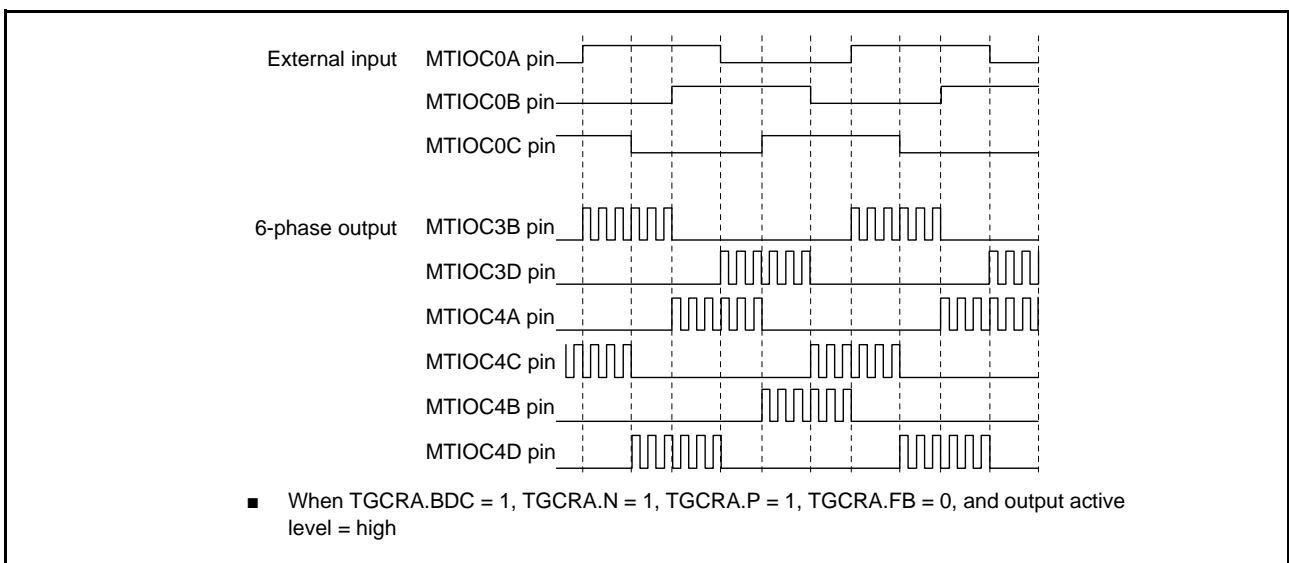 External input MTIOC0A pin
MTIOC0B pin
MTIOC0C pin
6-phase output MTIOC3B pin
MTIOC3D pin
MTIOC4A pin
MTIOC4C pin
MTIOC4B pin
MTIOC4D pin
■ When TGCRA.BDC = 1, TGCRA.N = 1, TGCRA.P = 1, TGCRA.FB = 0, and output active
level = high